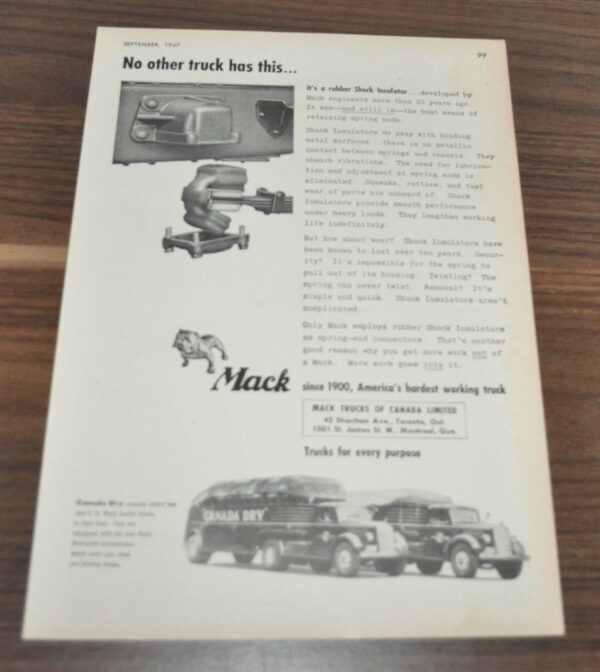 SEPTEMBER, 1947
99
No other truck has this...
It's a rubber Shock Insulator...developed by
Mack engineers more than 20 years ago.
It was--and still is--the best means of
retaining spring ends.
Shock Insulators do away with binding
metal surfaces...there is no metallic
contact between springs and chassis. They
absorb vibrations. The need for lubrica-
tion and adjustment at spring ends is
eliminated. Squeaks, rattles, and fast
wear of parts are unheard of. Shock
Insulators provide smooth performance
under heavy loads. They lengthen working
life indefinitely.
But how about wear? Shock Insulators have
been known to last over ten years. Secur-
ity? It's impossible for the spring to
pull out of its housing. Twisting? The
spring can never twist. Removal? It's
simple and quick. Shock Insulators aren't
complicated.
Only Mack employs rubber Shock Insulators
as spring-end connectors. That's another
good reason why you get more work out of
a Mack. More work goes into it.
Mack
since 1900, America's hardest working truck
MACK TRUCKS OF CANADA LIMITED
45 Strachan Ave., Toronto, Ont.
1501 St. James St. W., Montreal, Que.
Trucks for every purpose
Canada Dry recently added two
CANADA DRY